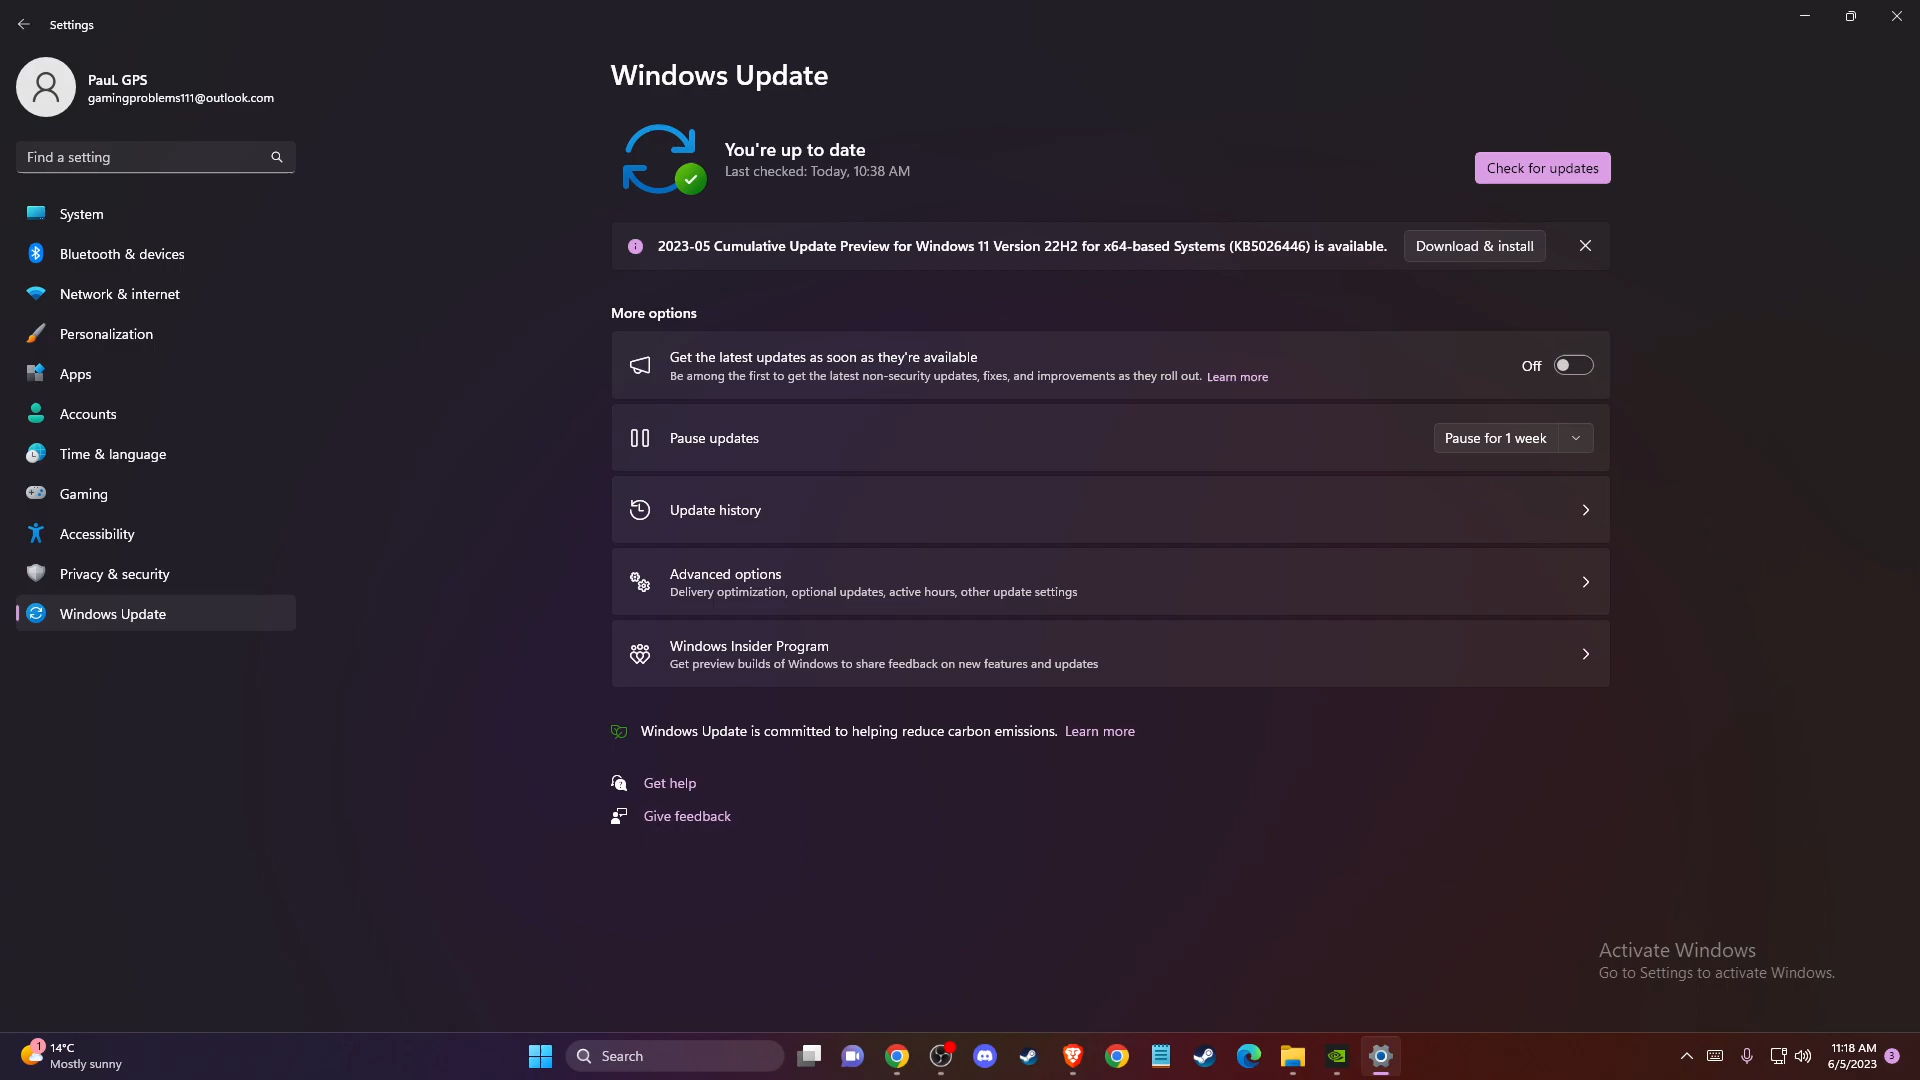 Settings
PauL GPS
gamingproblems111@outlook.com
Find a setting
System
Bluetooth & devices
Network & internet
Personalization
Apps
Accounts
Time & language
Gaming
Accessibility
Privacy & security
Windows Update
Windows Update
You're up to date
Last checked: Today, 10:38 AM
Check for updates
2023-05 Cumulative Update Preview for Windows 11 Version 22H2 for x64-based Systems (KB5026446) is available.
Download & install
More options
Get the latest updates as soon as they're available
Be among the first to get the latest non-security updates, fixes, and improvements as they roll out. Learn more
Off
Pause updates
Pause for 1 week
Update history
Advanced options
Delivery optimization, optional updates, active hours, other update settings
Windows Insider Program
Get preview builds of Windows to share feedback on new features and updates
Windows Update is committed to helping reduce carbon emissions. Learn more
Get help
Give feedback
Activate Windows
Go to Settings to activate Windows.
1
14°C
Mostly sunny
Search
11:18 AM
6/5/2023
3